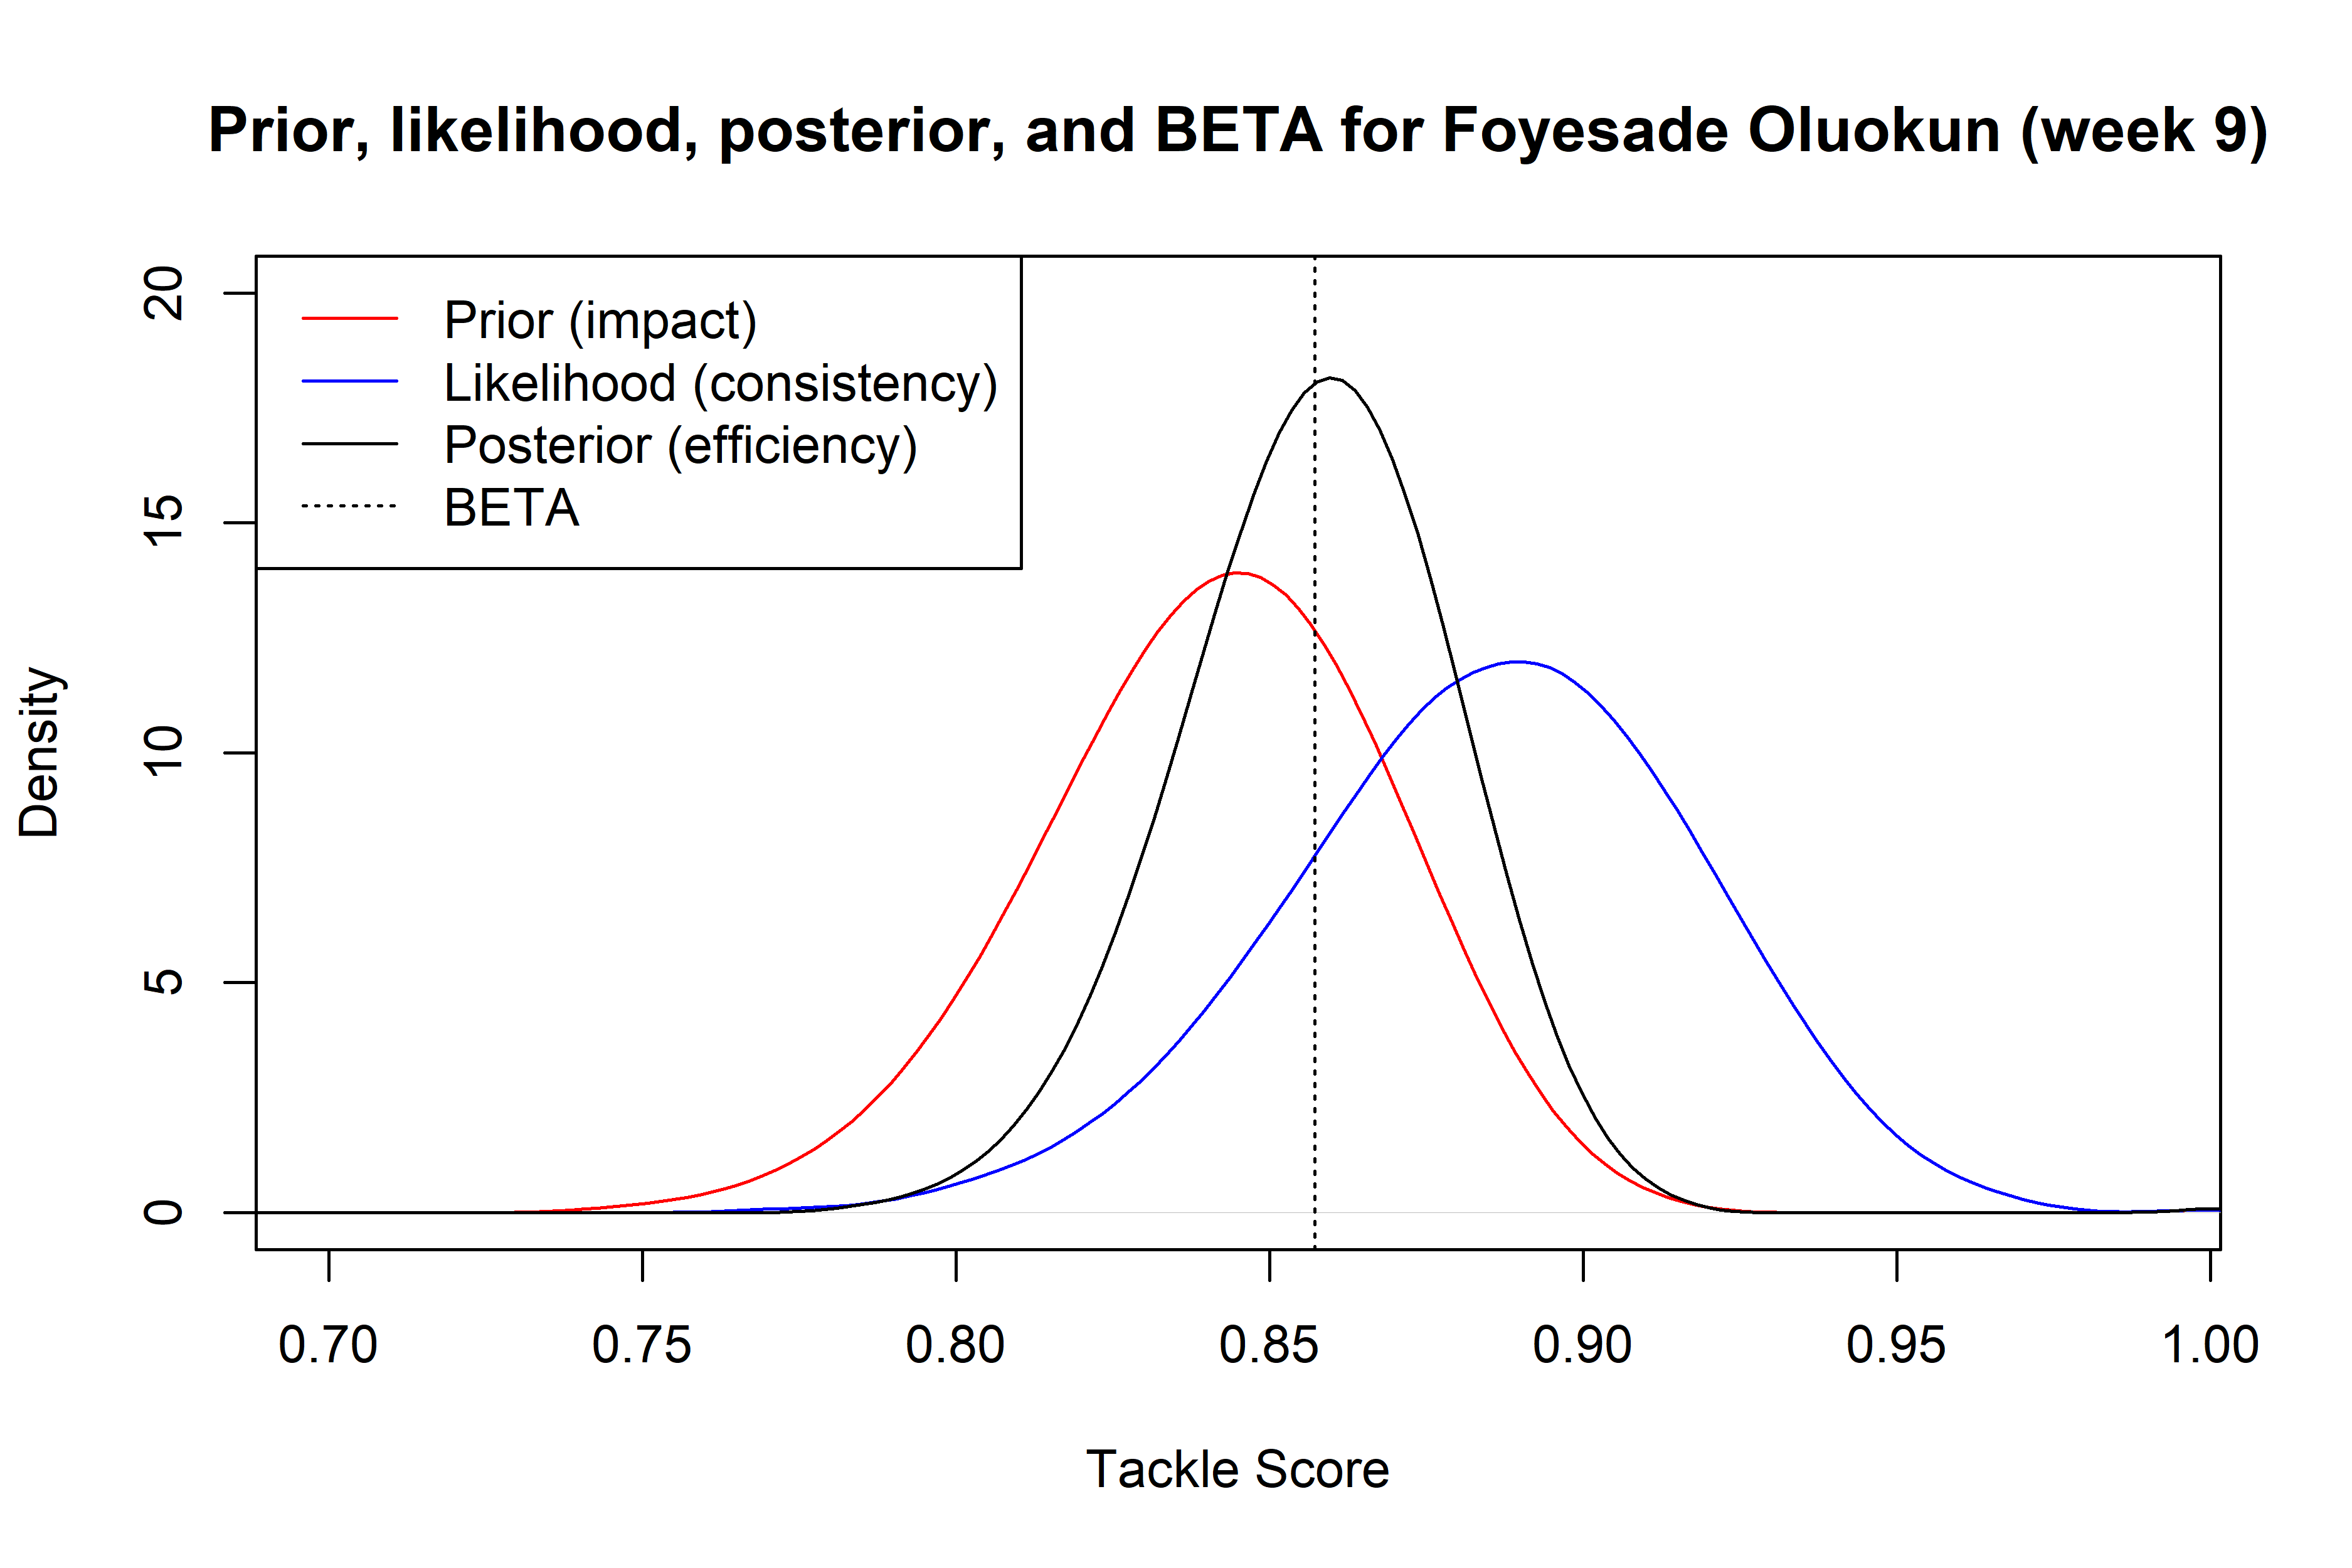 Prior, likelihood, posterior, and BETA for Foyesade Oluokun (week 9)
Prior (impact)
Likelihood (consistency)
Posterior (efficiency)
BETA
Density
20
15
10
5
0
0.70 0.75 0.80 0.85 0.90 0.95 1.00
Tackle Score